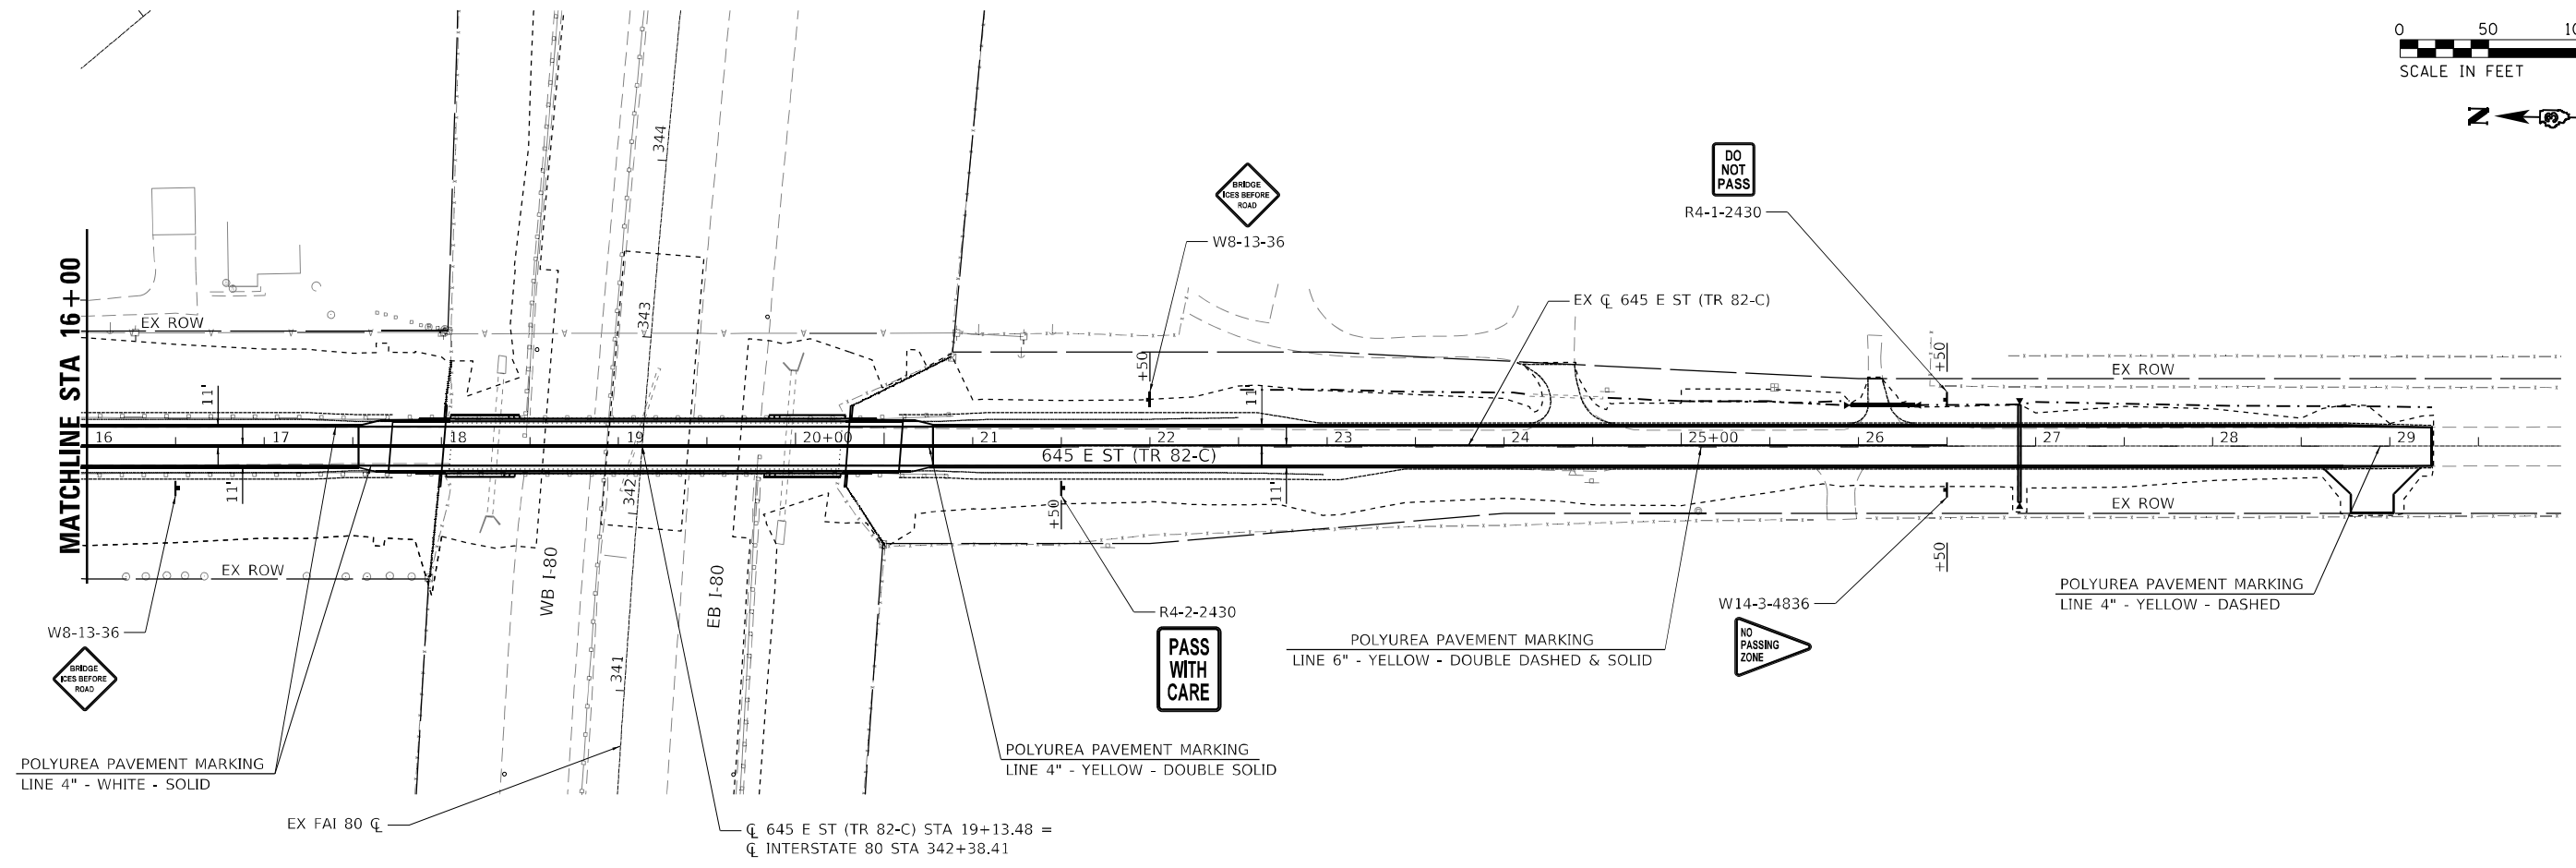 0 50 10
SCALE IN FEET
N
MATCHLINE STA 16+00
EX ROW
EX ROW
EX ROW
EX ROW
344
343
342
341
WB I-80
EB I-80
BRIDGE
ICES BEFORE
ROAD
W8-13-36
DO
NOT
PASS
R4-1-2430
EX ℄ 645 E ST (TR 82-C)
+50
+50
11'
11'
16 17 18 19 20+00 21 22 23 24 25+00 26 27 28 29
645 E ST (TR 82-C)
11'
11'
+50
+50
W8-13-36
BRIDGE
ICES BEFORE
ROAD
R4-2-2430
PASS
WITH
CARE
W14-3-4836
NO
PASSING
ZONE
POLYUREA PAVEMENT MARKING
LINE 4" - YELLOW - DASHED
POLYUREA PAVEMENT MARKING
LINE 6" - YELLOW - DOUBLE DASHED & SOLID
POLYUREA PAVEMENT MARKING
LINE 4" - YELLOW - DOUBLE SOLID
POLYUREA PAVEMENT MARKING
LINE 4" - WHITE - SOLID
EX FAI 80 ℄
℄ 645 E ST (TR 82-C) STA 19+13.48 =
℄ INTERSTATE 80 STA 342+38.41